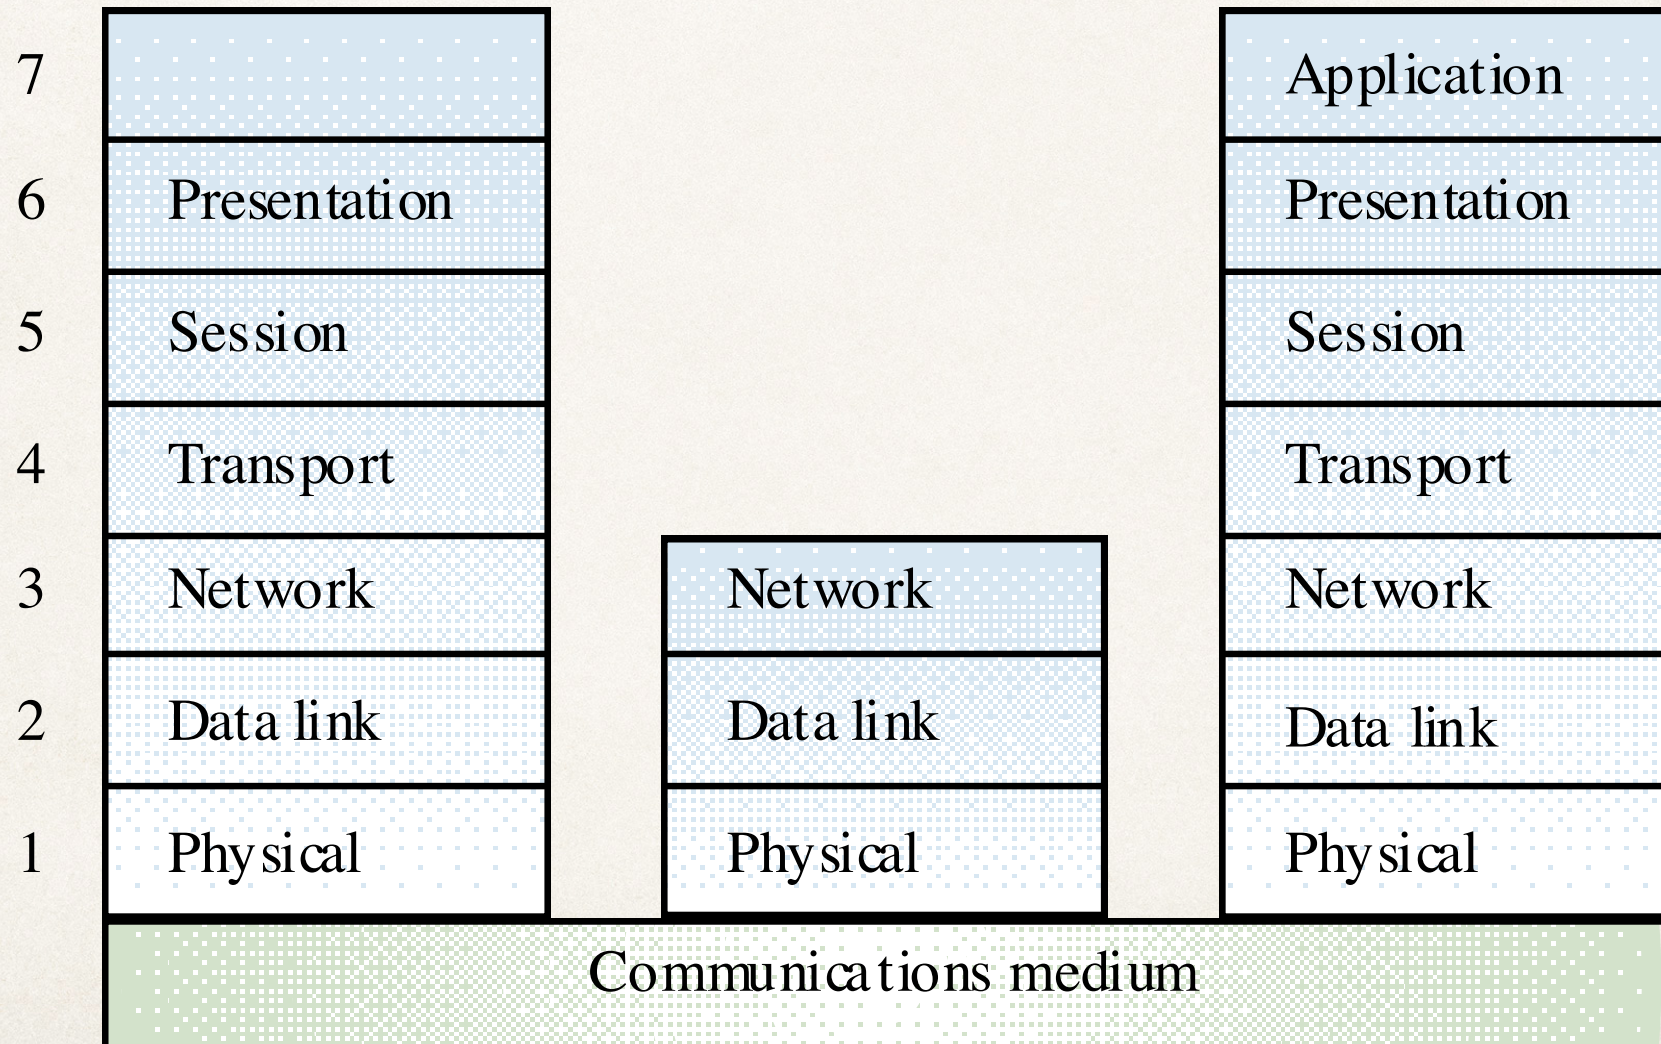 7 Application
6 Presentation Presentation
5 Session Session
4 Transport Transport
3 Network Network Network
2 Data link Data link Data link
1 Physical Physical Physical
Communications medium